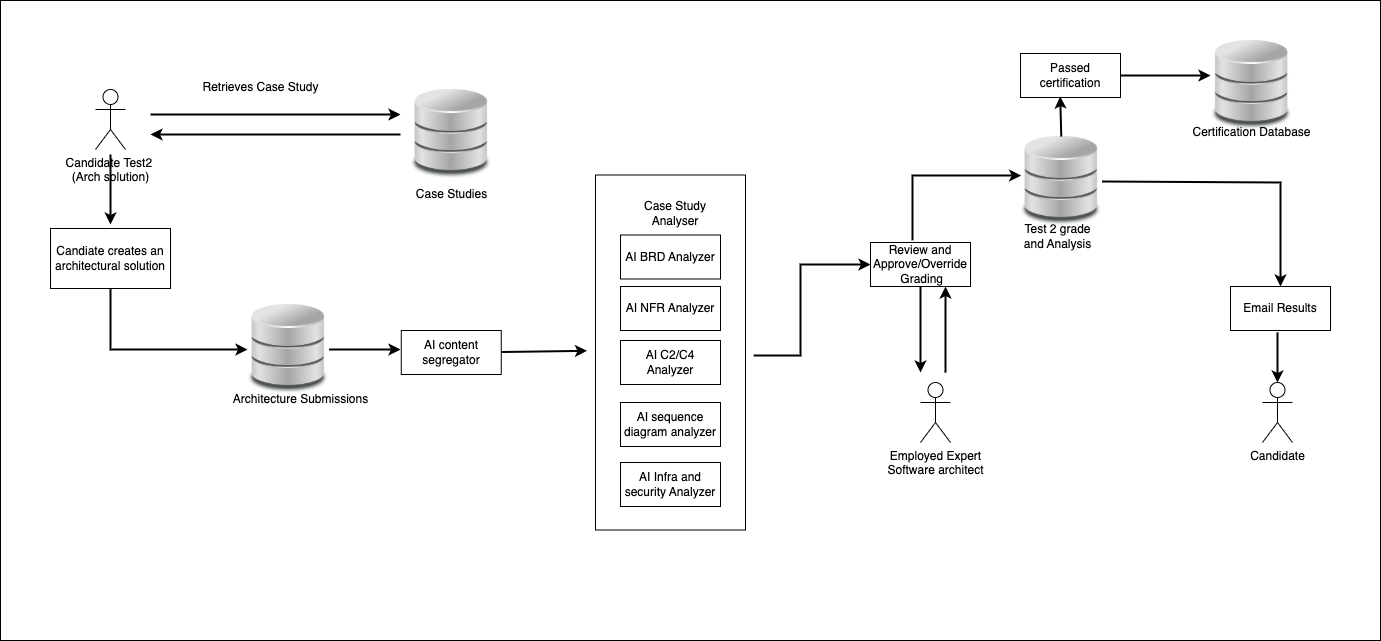 Retrieves Case Study
Candidate Test2
(Arch solution)
Case Studies
Candiate creates an
architectural solution
Architecture Submissions
AI content
segregator
Case Study
Analyser
AI BRD Analyzer
AI NFR Analyzer
AI C2/C4
Analyzer
AI sequence
diagram analyzer
AI Infra and
security Analyzer
Review and
Approve/Override
Grading
Employed Expert
Software architect
Test 2 grade
and Analysis
Passed
certification
Certification Database
Email Results
Candidate